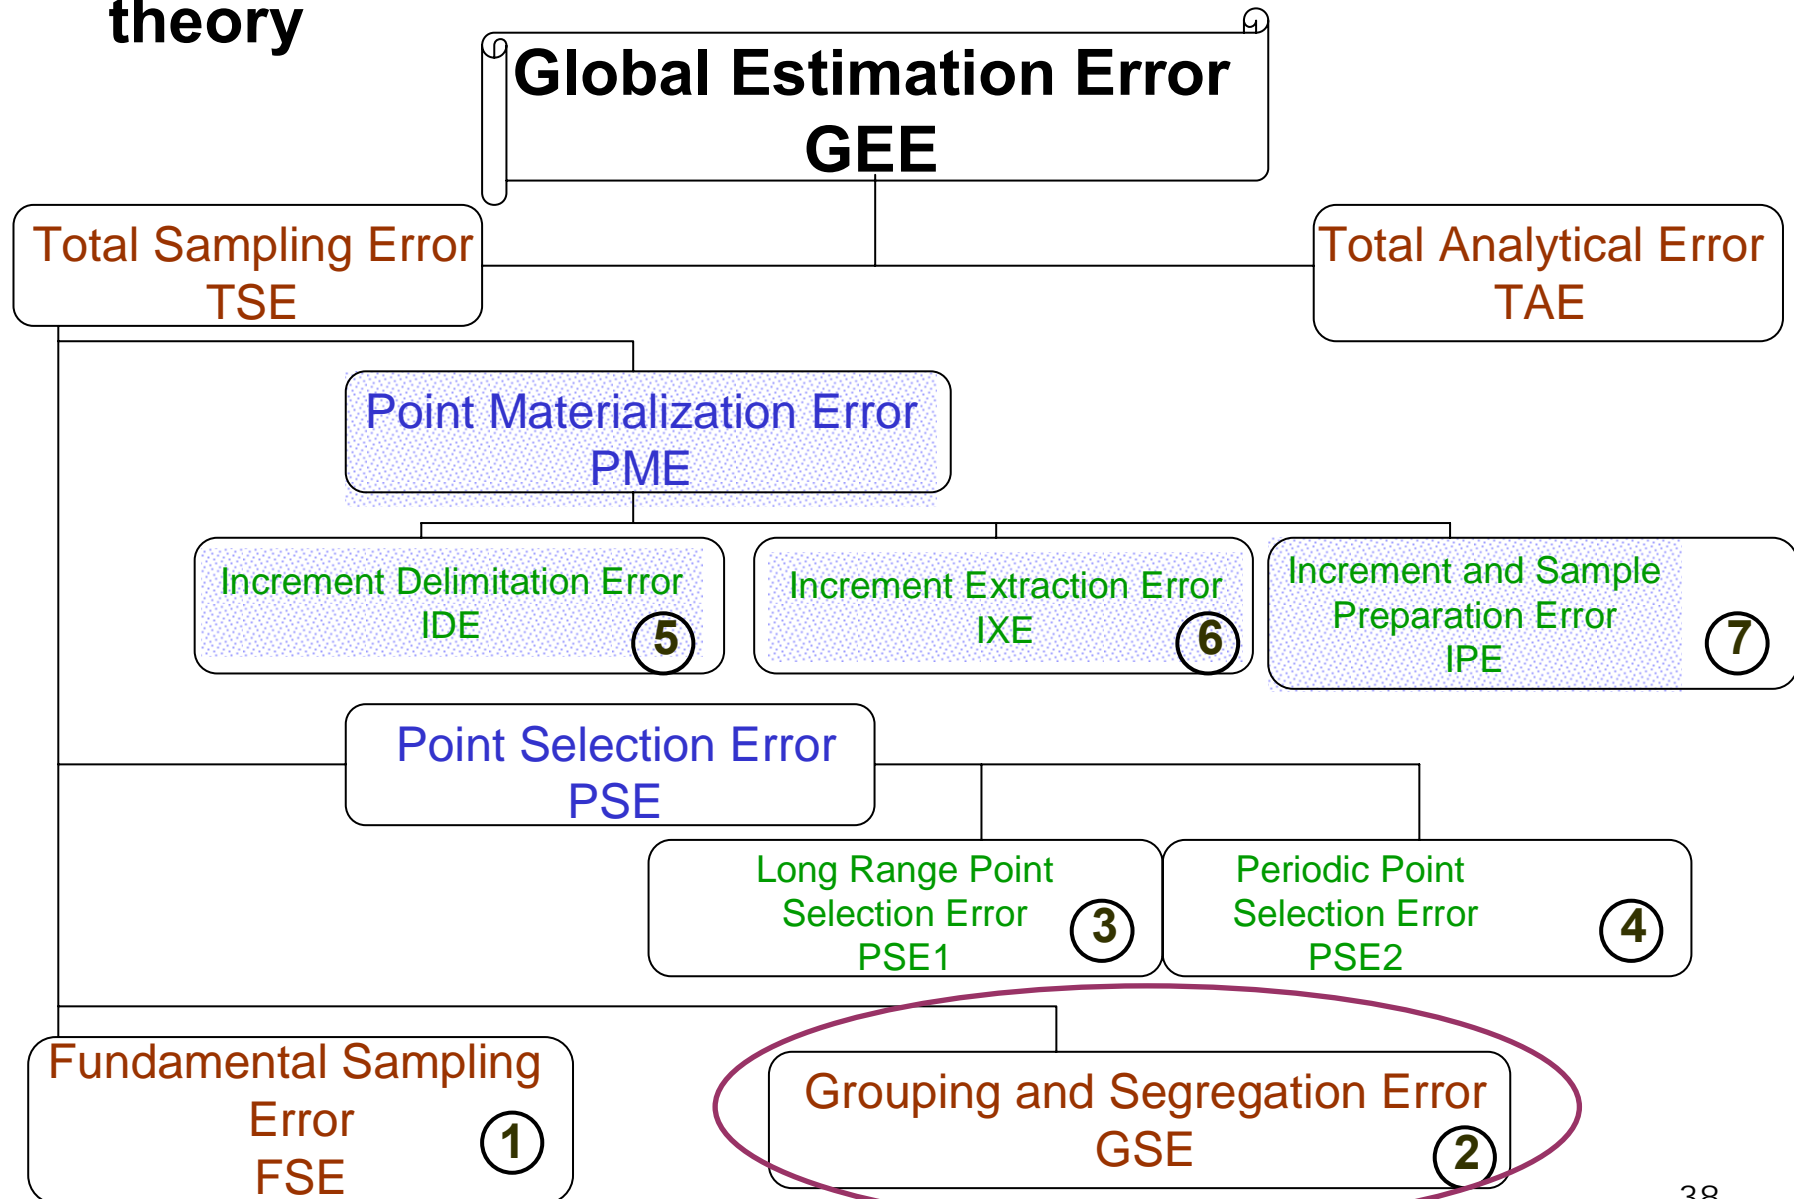 theory
Global Estimation Error
GEE
Total Sampling Error
TSE
Total Analytical Error
TAE
Point Materialization Error
PME
Increment Delimitation Error
IDE
5
Increment Extraction Error
IXE
6
Increment and Sample
Preparation Error
IPE
7
Point Selection Error
PSE
Long Range Point
Selection Error
PSE1
3
Periodic Point
Selection Error
PSE2
4
Fundamental Sampling
Error
FSE
1
Grouping and Segregation Error
GSE
2
38